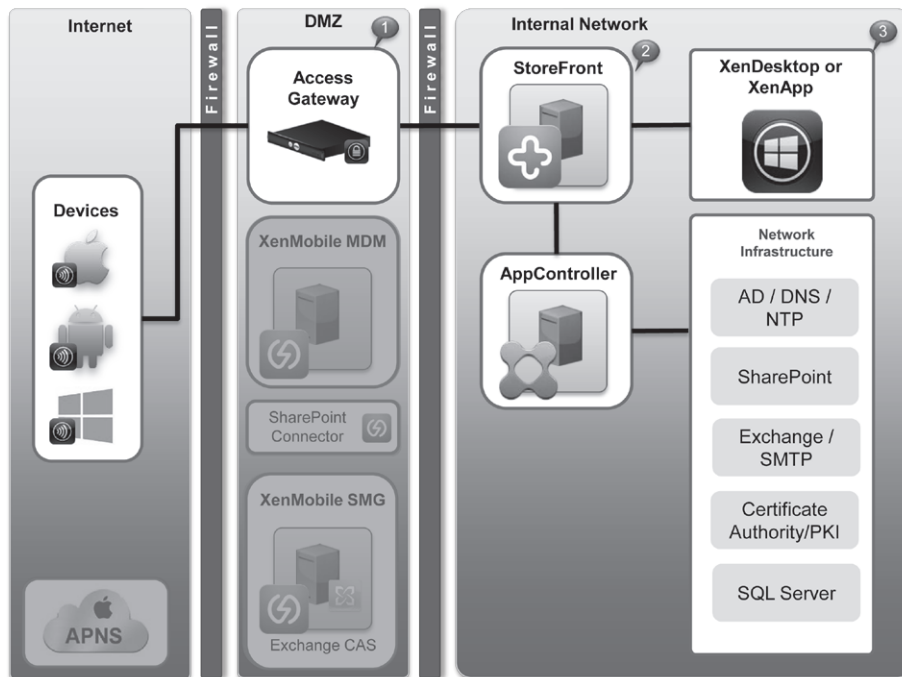 Internet
Firewall
DMZ
1
Firewall
Internal Network
Access
Gateway
StoreFront
2
XenDesktop or
XenApp
3
Devices
XenMobile MDM
AppController
Network
Infrastructure
AD / DNS /
NTP
SharePoint
SharePoint
Connector
Exchange /
SMTP
XenMobile SMG
Certificate
Authority/PKI
SQL Server
Exchange CAS
APNS